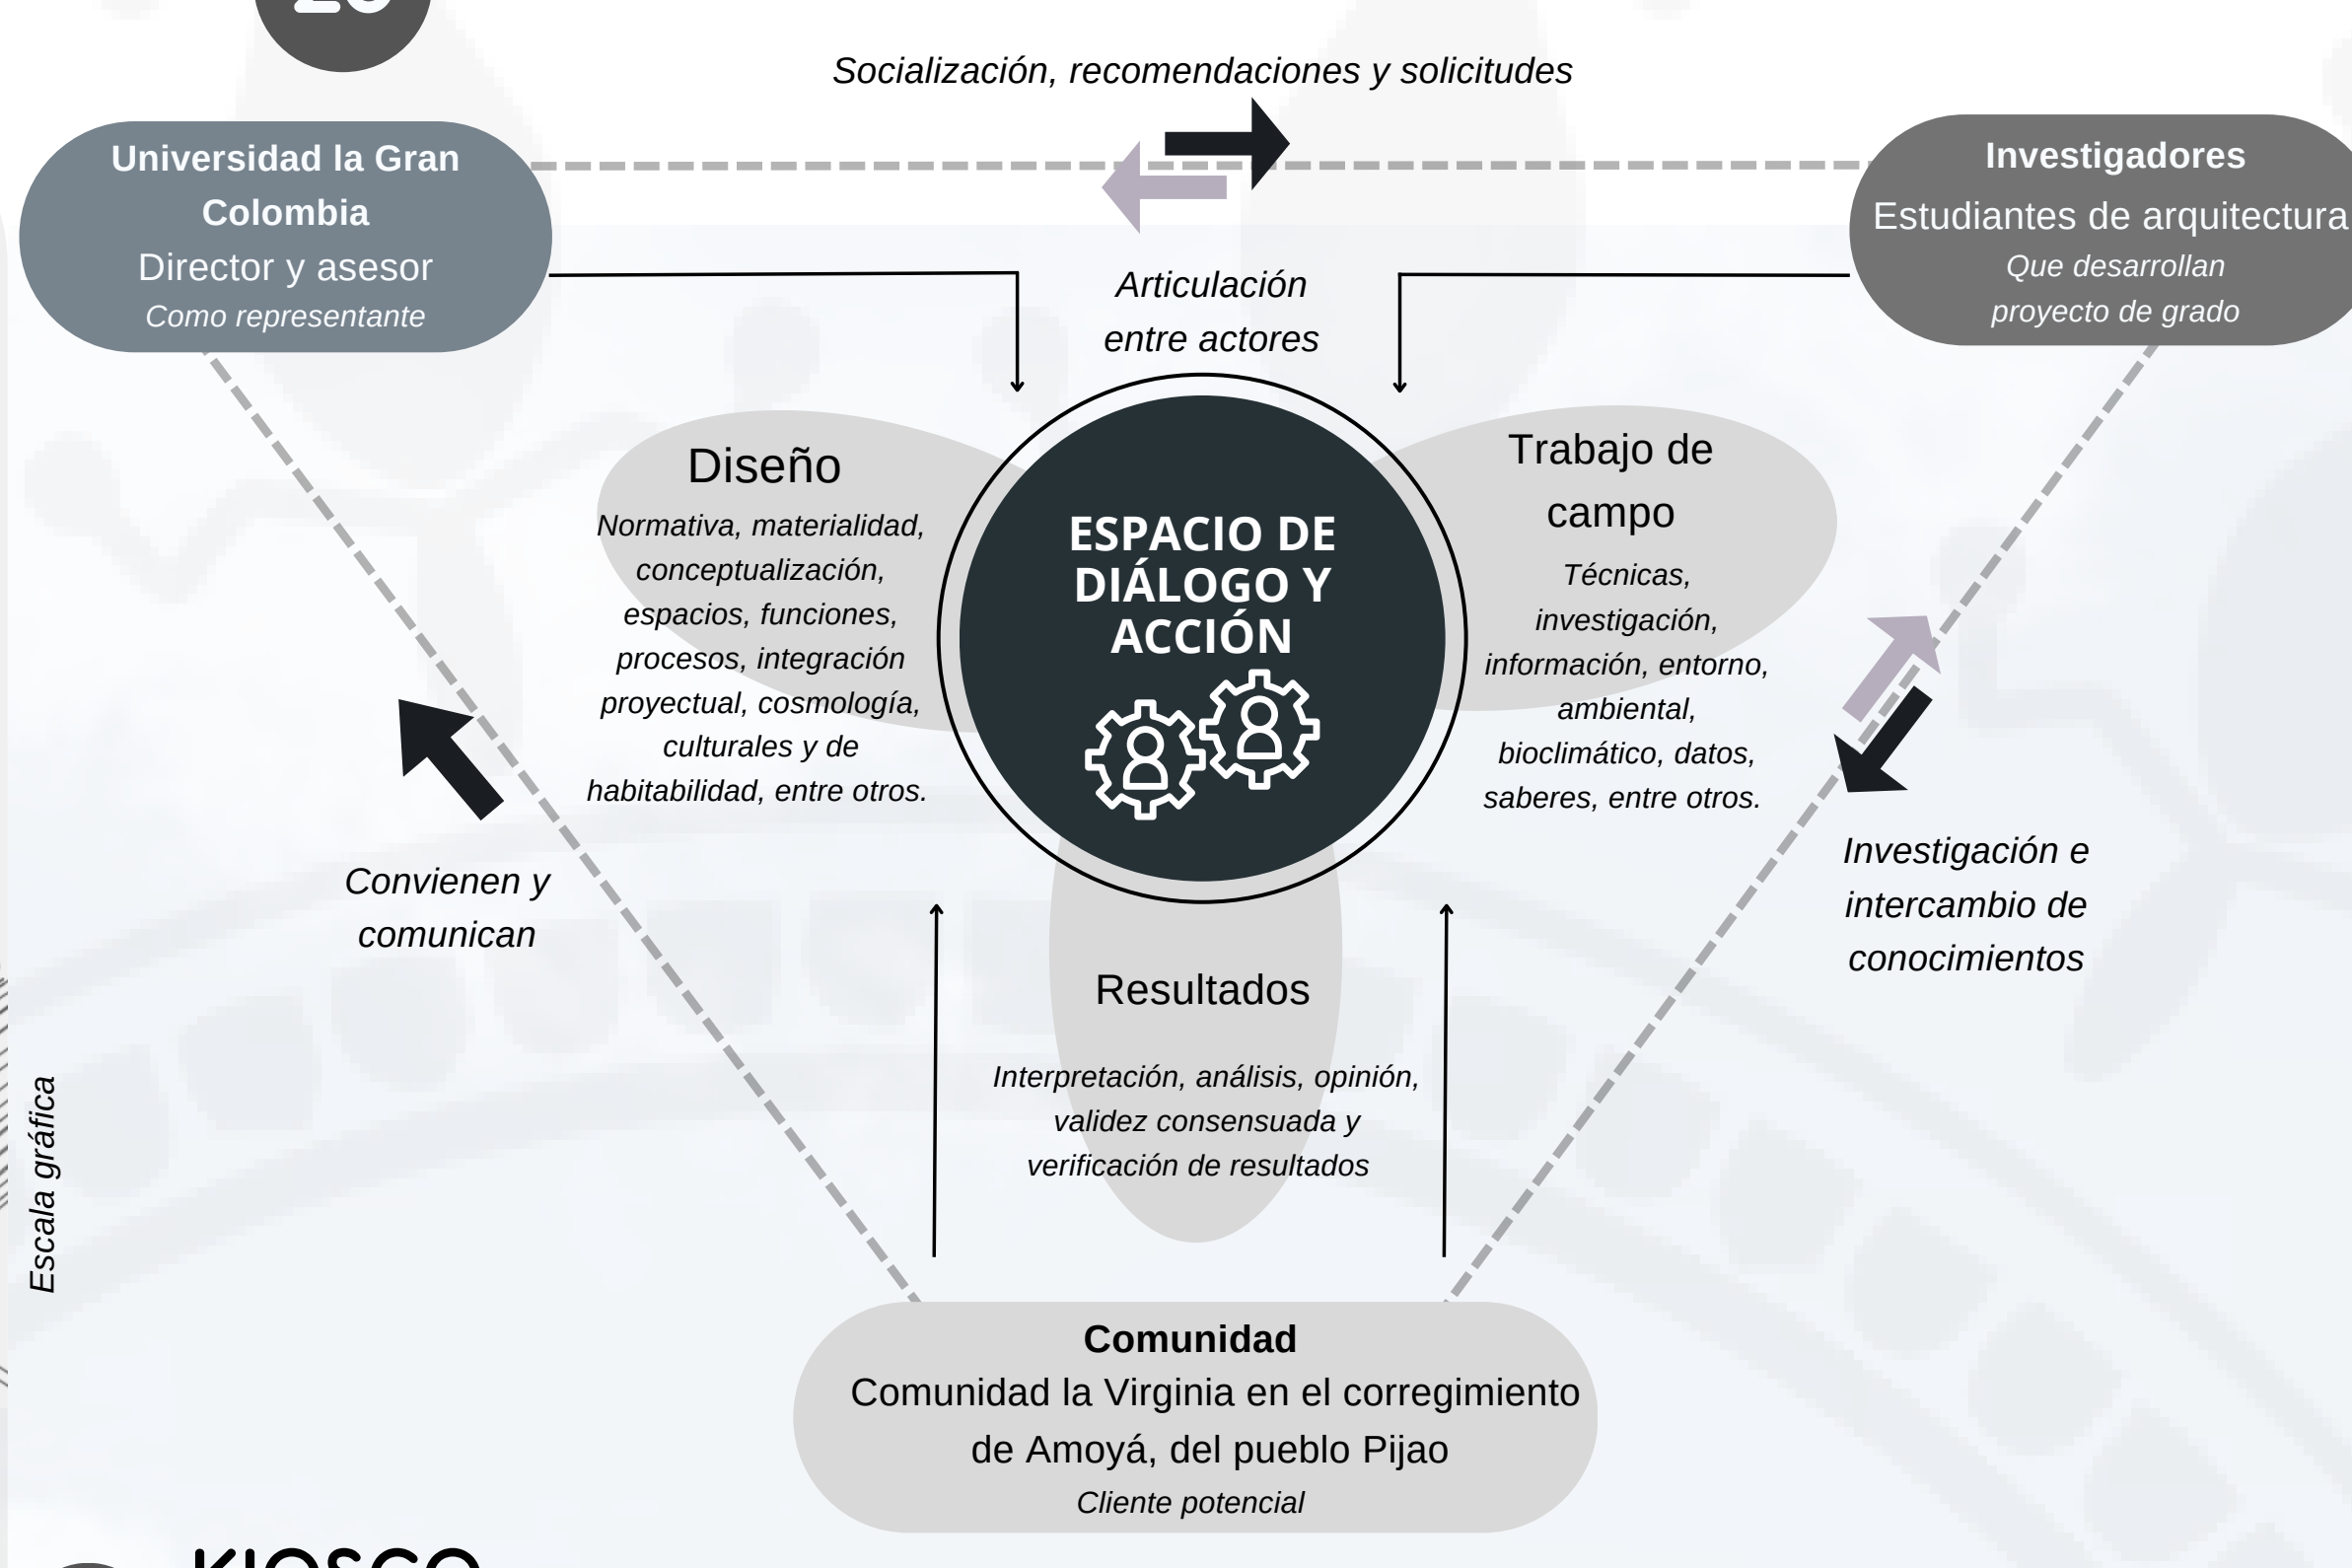 Socialización, recomendaciones y solicitudes
Universidad la Gran
Colombia
Director y asesor
Como representante
Investigadores
Estudiantes de arquitectura
Que desarrollan
proyecto de grado
Articulación
entre actores
Diseño
Normativa, materialidad,
conceptualización,
espacios, funciones,
procesos, integración
proyectual, cosmología,
culturales y de
habitabilidad, entre otros.
ESPACIO DE
DIÁLOGO Y
ACCIÓN
Trabajo de
campo
Técnicas,
investigación,
información, entorno,
ambiental,
bioclimático, datos,
saberes, entre otros.
Convienen y
comunican
Investigación e
intercambio de
conocimientos
Resultados
Interpretación, análisis, opinión,
validez consensuada y
verificación de resultados
Escala gráfica
Comunidad
Comunidad la Virginia en el corregimiento
de Amoyá, del pueblo Pijao
Cliente potencial
KIOSCO